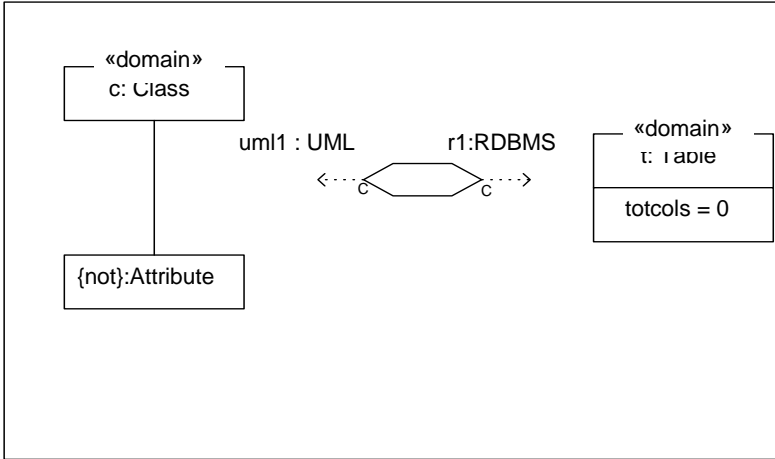 «domain»
c: Class
uml1 : UML
r1:RDBMS
C
C
«domain»
t: Table
totcols = 0
{not}:Attribute